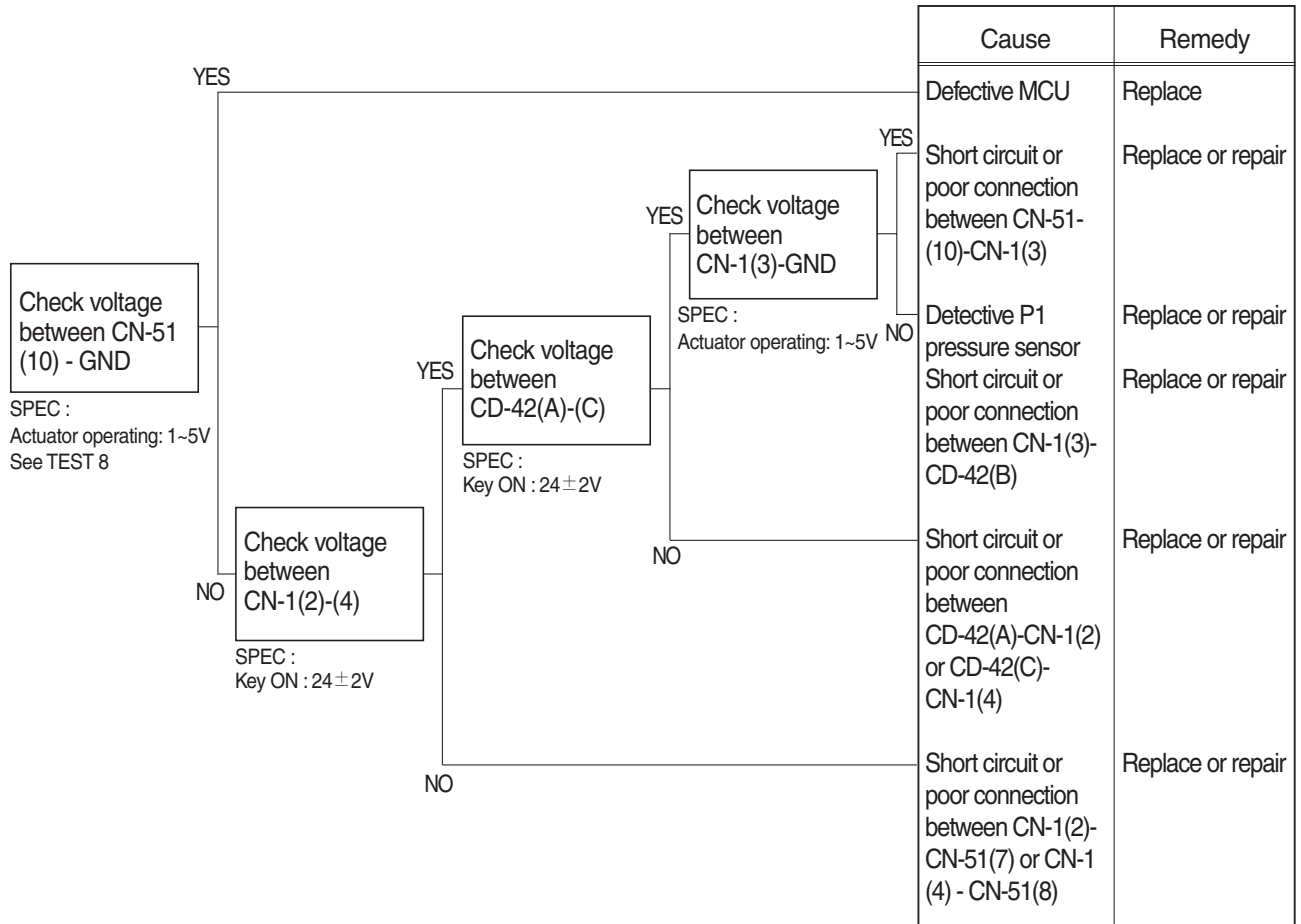 Cause
Remedy
YES
Defective MCU
Replace
YES
Short circuit or
poor connection
between CN-51-
(10)-CN-1(3)
Replace or repair
YES
Check voltage
between
CN-1(3)-GND
SPEC :
Actuator operating: 1~5V
NO
Detective P1
pressure sensor
Replace or repair
Short circuit or
poor connection
between CN-1(3)-
CD-42(B)
Replace or repair
Check voltage
between CN-51
(10) - GND
SPEC :
Actuator operating: 1~5V
See TEST 8
YES
Check voltage
between
CD-42(A)-(C)
SPEC :
Key ON : 24±2V
NO
Short circuit or
poor connection
between
CD-42(A)-CN-1(2)
or CD-42(C)-
CN-1(4)
Replace or repair
NO
Check voltage
between
CN-1(2)-(4)
SPEC :
Key ON : 24±2V
NO
Short circuit or
poor connection
between CN-1(2)-
CN-51(7) or CN-1
(4) - CN-51(8)
Replace or repair